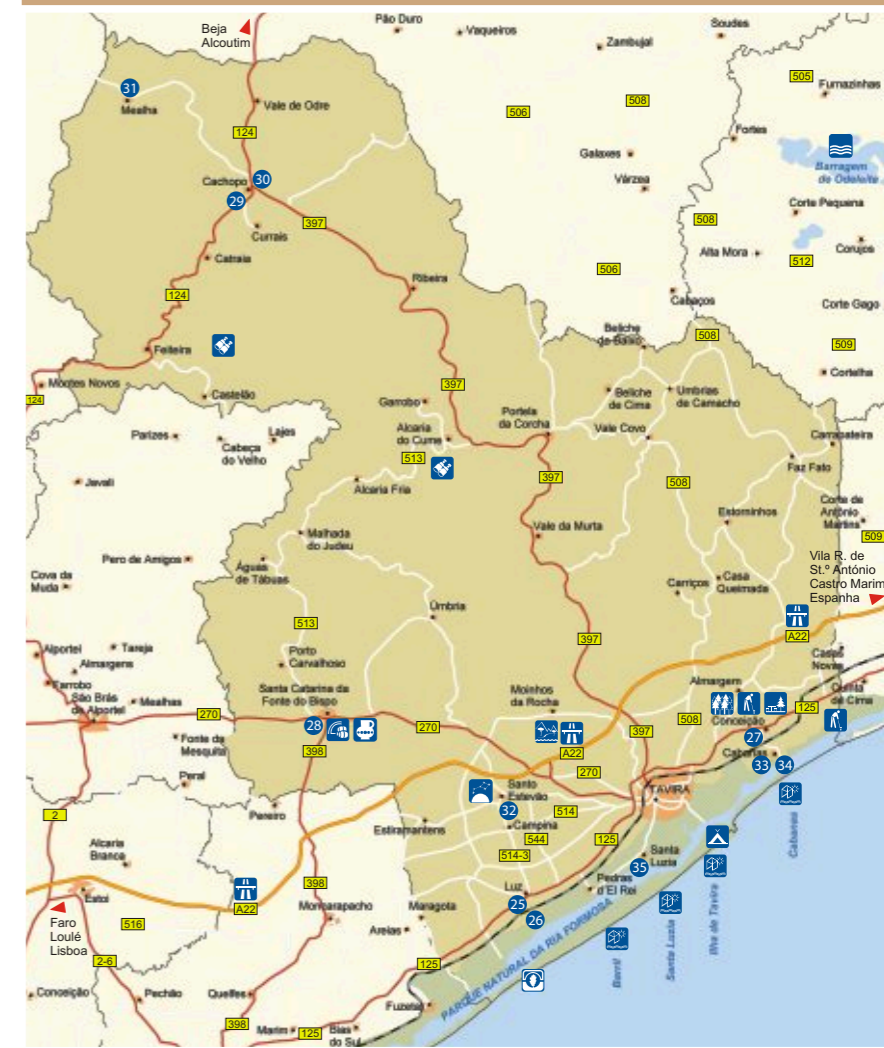 Beja
Alcoutim
Pão Duro
Vaqueiros
Soudes
Zambujal
505
Furnazinhas
31
Mealha
Vale de Odre
506
508
124
Fortes
Galaxes
Barragem
de Odeleite
Várzea
Cachopo
30
29
Corte Pequena
397
508
Currais
Alta Mora
Corujos
Catraia
512
506
Ribeira
124
Cabaços
Corte Gago
Beliche
de Baixo
508
Feiteira
509
Montes Novos
Cortelha
124
Castelão
397
Garrobo
Beliche
de Cima
Umbrias
de Camacho
Portela
da Corcha
Parizes
Lajes
Cabeça
do Velho
Alcaria
do Cume
Vale Covo
Carrapateira
513
Faz Fato
Javali
Alcaria Fria
397
508
Corte de
António
Martins
Estorninhos
Malhada
do Judeu
Vale da Murta
509
Pero de Amigos
Águas
de Tábuas
Vila R. de
St.º António
Castro Marim
Espanha
Cova da
Muda
Carriços
Casa
Queimada
Úmbria
513
A22
397
Alportel
Tareja
Porto
Carvalhoso
Casas
Novas
Almargens
Farrobo
Almargem
Quinta
de Cima
São Brás
de Alportel
Mealhas
Santa Catarina da
Fonte do Bispo
Moinhos
da Rocha
125
270
28
270
508
Conceição
397
27
Fonte da
Mesquita
398
A22
Cabanas
33
34
Peral
270
Santo
Estevão
TAVIRA
Pereiro
32
514
2
Estiramantens
Campina
Cabanas
544
125
Alcaria
Branca
514-3
Santa
Luzia
35
398
Luz
Pedras
d'El Rei
Estoi
A22
25
Moncarapacho
Maragota
26
Ilha de Tavira
516
Areias
Santa Luzia
Faro
Loulé
Lisboa
Barril
2-6
125
PARQUE NATURAL DA RIA FORMOSA
Conceição
Pechão
Quelfes
Fuzeta
398
Marim
125
Bias
do Sul